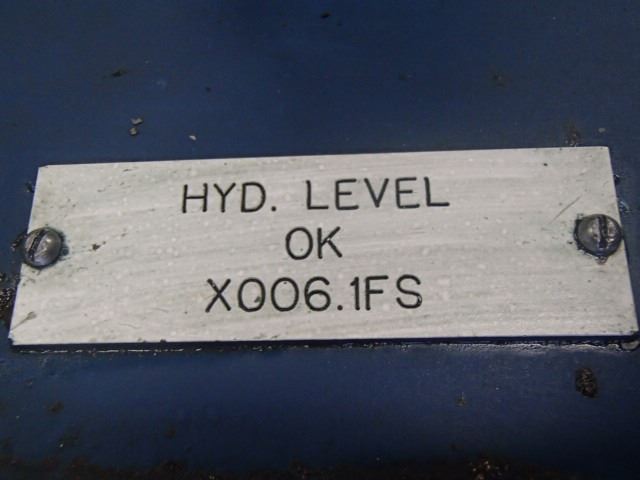 HYD. LEVEL
OK
X006.1FS